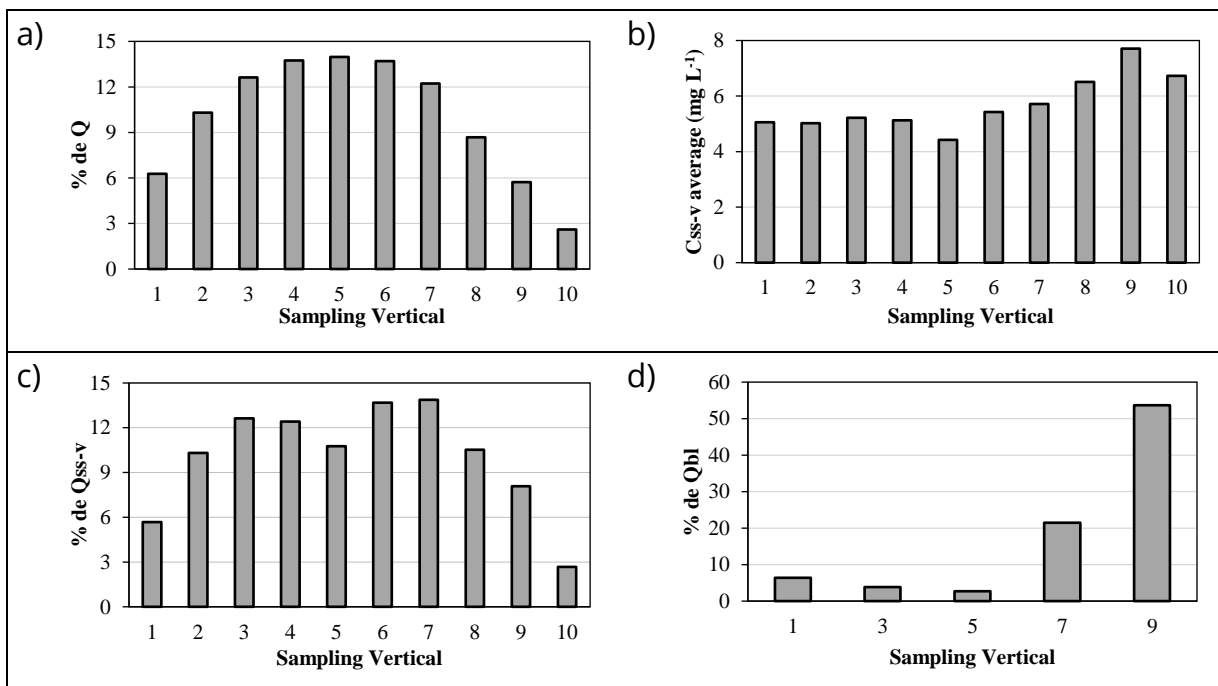 a)
15
12
9
6
3
0
% de Q
1 2 3 4 5 6 7 8 9 10
Sampling Vertical
b)
8
6
4
2
0
Css-v average (mg L-1)
1 2 3 4 5 6 7 8 9 10
Sampling Vertical
c)
15
12
9
6
3
0
% de Qss-v
1 2 3 4 5 6 7 8 9 10
Sampling Vertical
d)
60
50
40
30
20
10
0
% de Qbl
1 3 5 7 9
Sampling Vertical